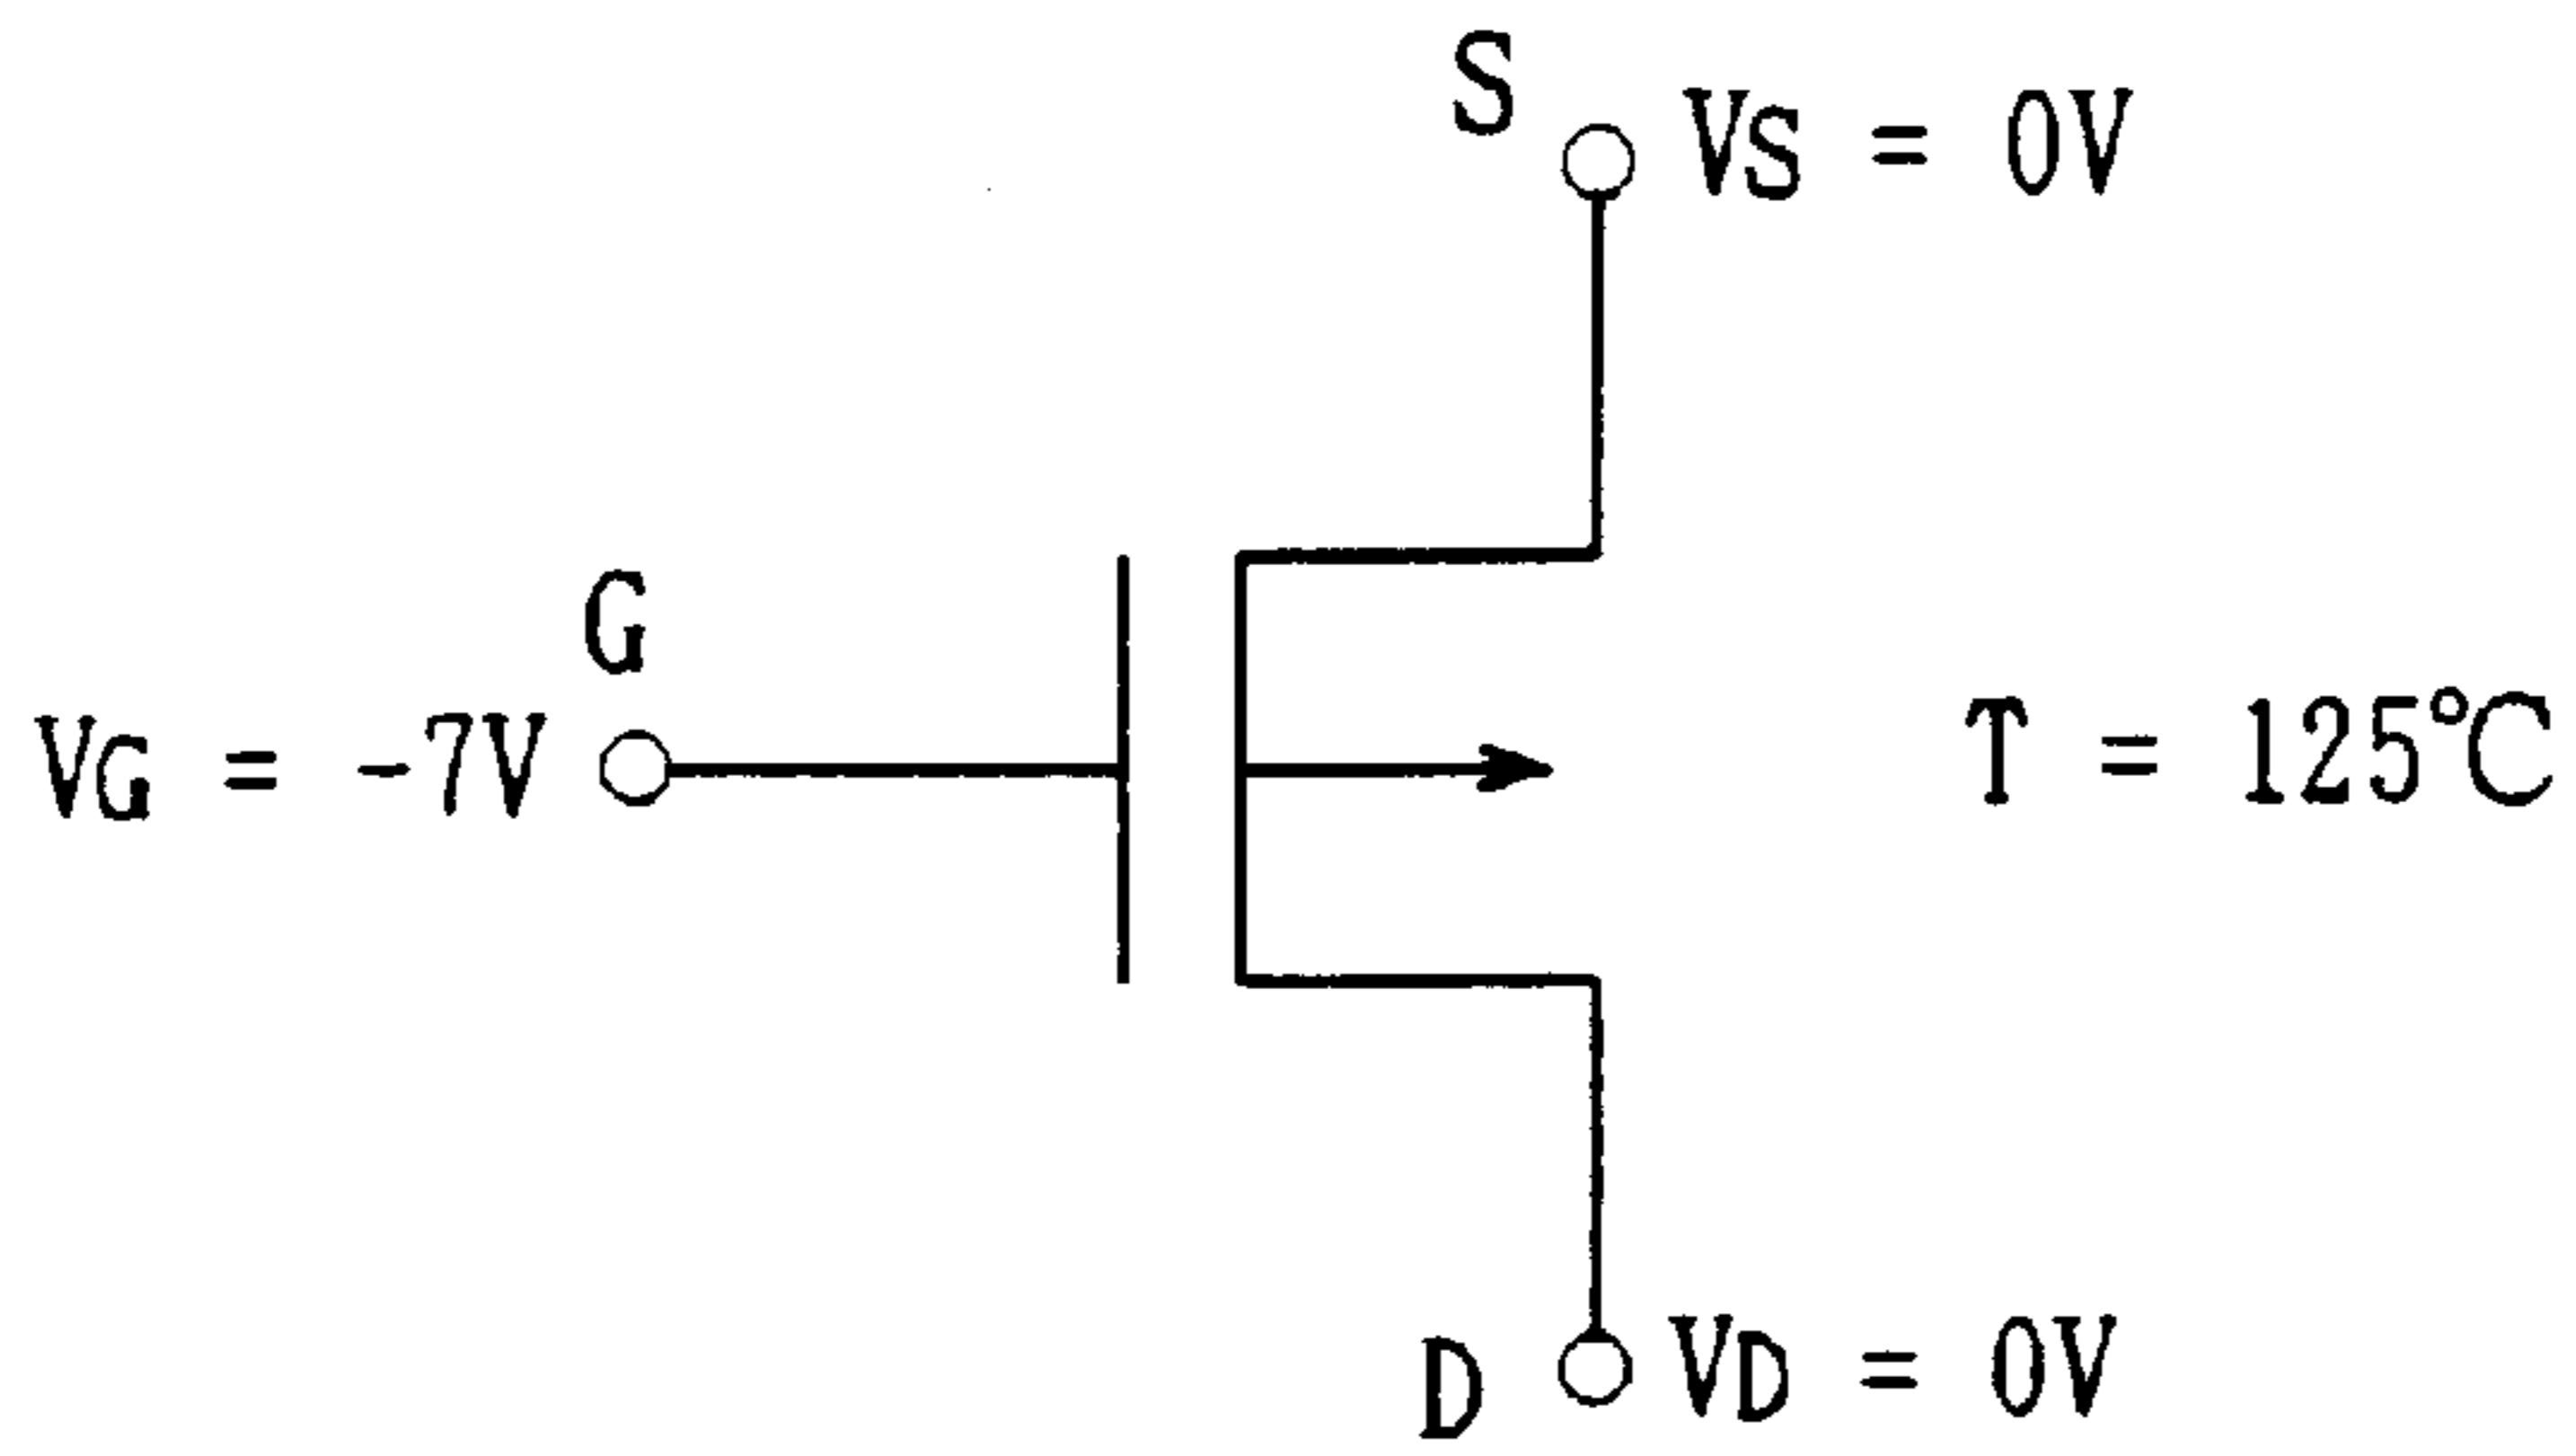 S
VS = 0V
G
VG = -7V
T = 125℃
D
VD = 0V